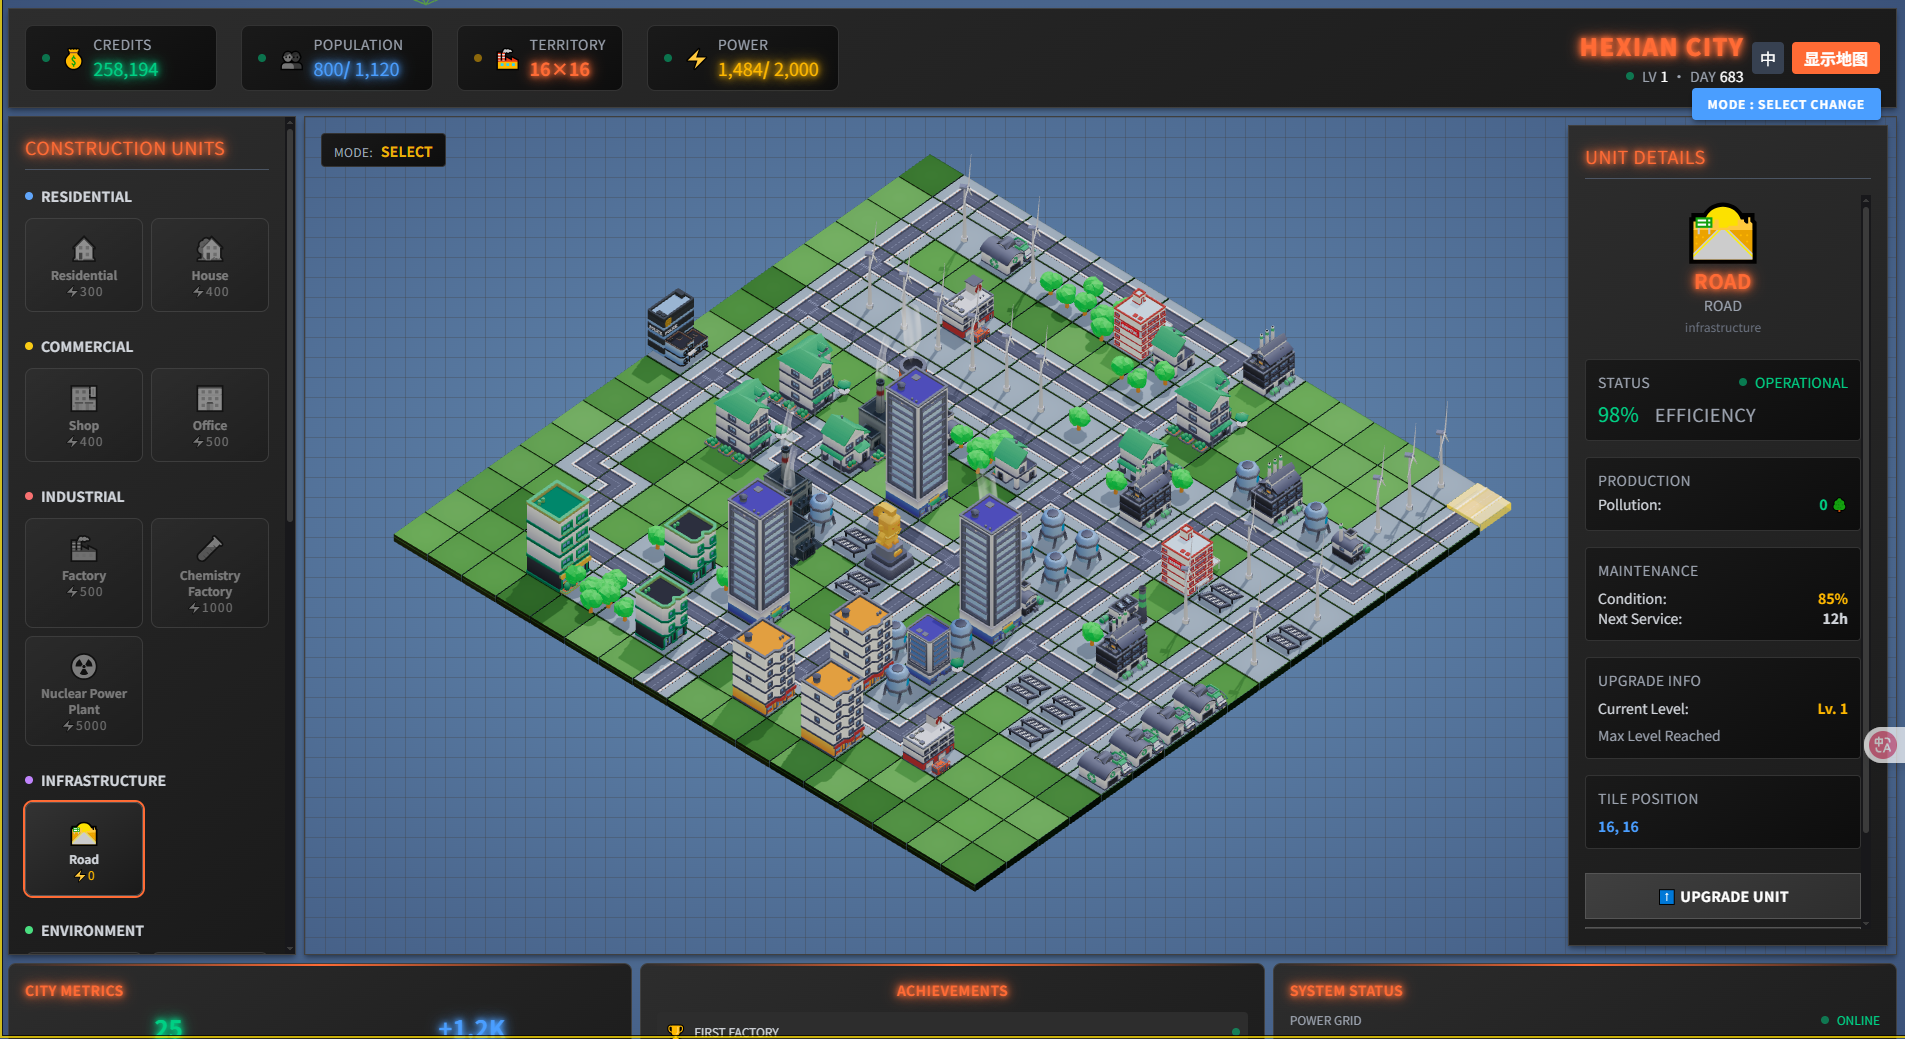 CREDITS
258,194
POPULATION
800/ 1,120
TERRITORY
16×16
POWER
1,484/ 2,000
HEXIAN CITY
LV 1 • DAY 683
中
显示地图
MODE : SELECT CHANGE
CONSTRUCTION UNITS
RESIDENTIAL
Residential
300
House
400
COMMERCIAL
Shop
400
Office
500
INDUSTRIAL
Factory
500
Chemistry
Factory
1000
Nuclear Power
Plant
5000
INFRASTRUCTURE
Road
0
ENVIRONMENT
MODE: SELECT
UNIT DETAILS
ROAD
ROAD
infrastructure
STATUS
OPERATIONAL
98% EFFICIENCY
PRODUCTION
Pollution: 0
MAINTENANCE
Condition: 85%
Next Service: 12h
UPGRADE INFO
Current Level: Lv. 1
Max Level Reached
TILE POSITION
16, 16
UPGRADE UNIT
CITY METRICS
25
+1.2K
ACHIEVEMENTS
FIRST FACTORY
SYSTEM STATUS
POWER GRID
ONLINE